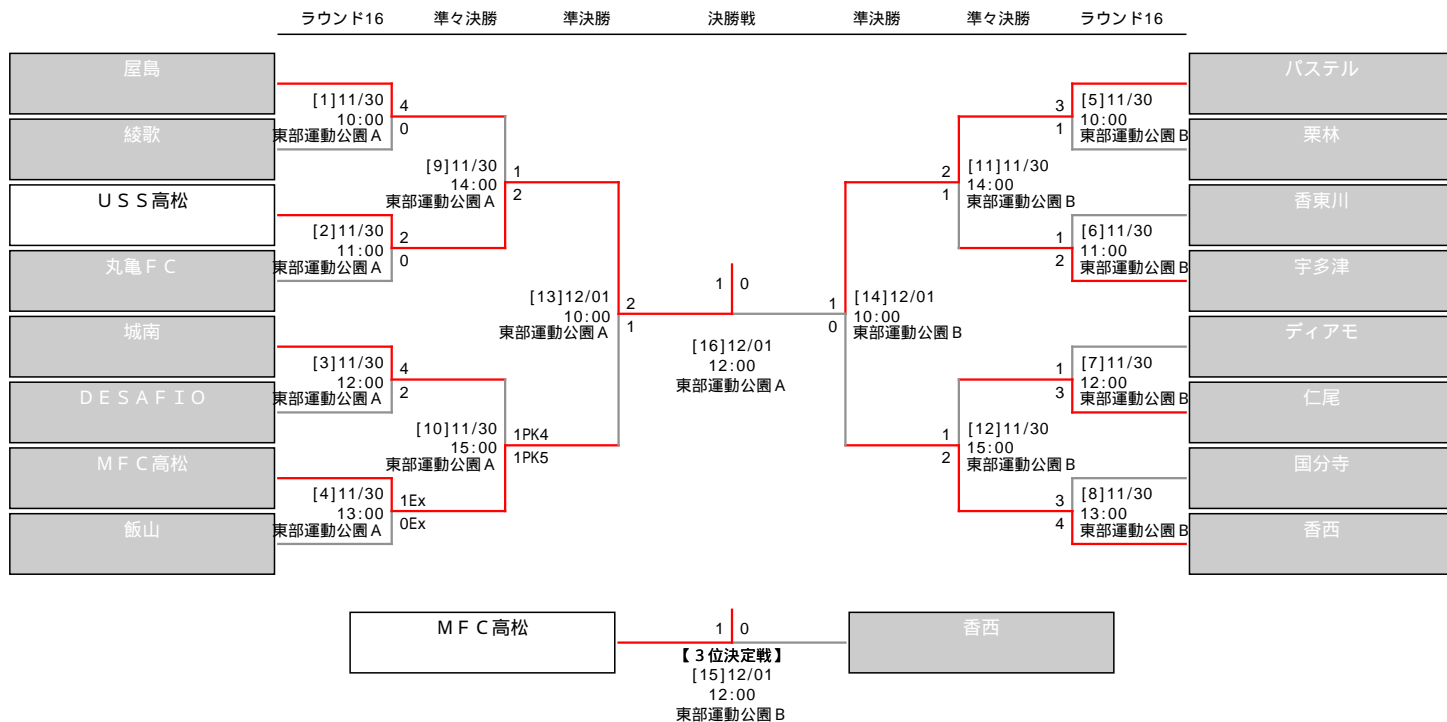 ラウンド16 準々決勝 準決勝 決勝戦 準決勝 準々決勝 ラウンド16
屋島
[1]11/30
10:00
東部運動公園A
4
0
綾歌
[9]11/30
14:00
東部運動公園A
1
2
USS高松
[2]11/30
11:00
東部運動公園A
2
0
丸亀FC
[13]12/01
10:00
東部運動公園A
2
1
城南
[3]11/30
12:00
東部運動公園A
4
2
DESAFIO
[10]11/30
15:00
東部運動公園A
1PK4
1PK5
MFC高松
[4]11/30
13:00
東部運動公園A
1Ex
0Ex
飯山
1 0
[16]12/01
12:00
東部運動公園A
パステル
3
1
[5]11/30
10:00
東部運動公園B
栗林
2
1
[11]11/30
14:00
東部運動公園B
香東川
1
2
[6]11/30
11:00
東部運動公園B
宇多津
1
0
[14]12/01
10:00
東部運動公園B
ディアモ
1
3
[7]11/30
12:00
東部運動公園B
仁尾
1
2
[12]11/30
15:00
東部運動公園B
国分寺
3
4
[8]11/30
13:00
東部運動公園B
香西
MFC高松 1 0 香西
【3位決定戦】
[15]12/01
12:00
東部運動公園B